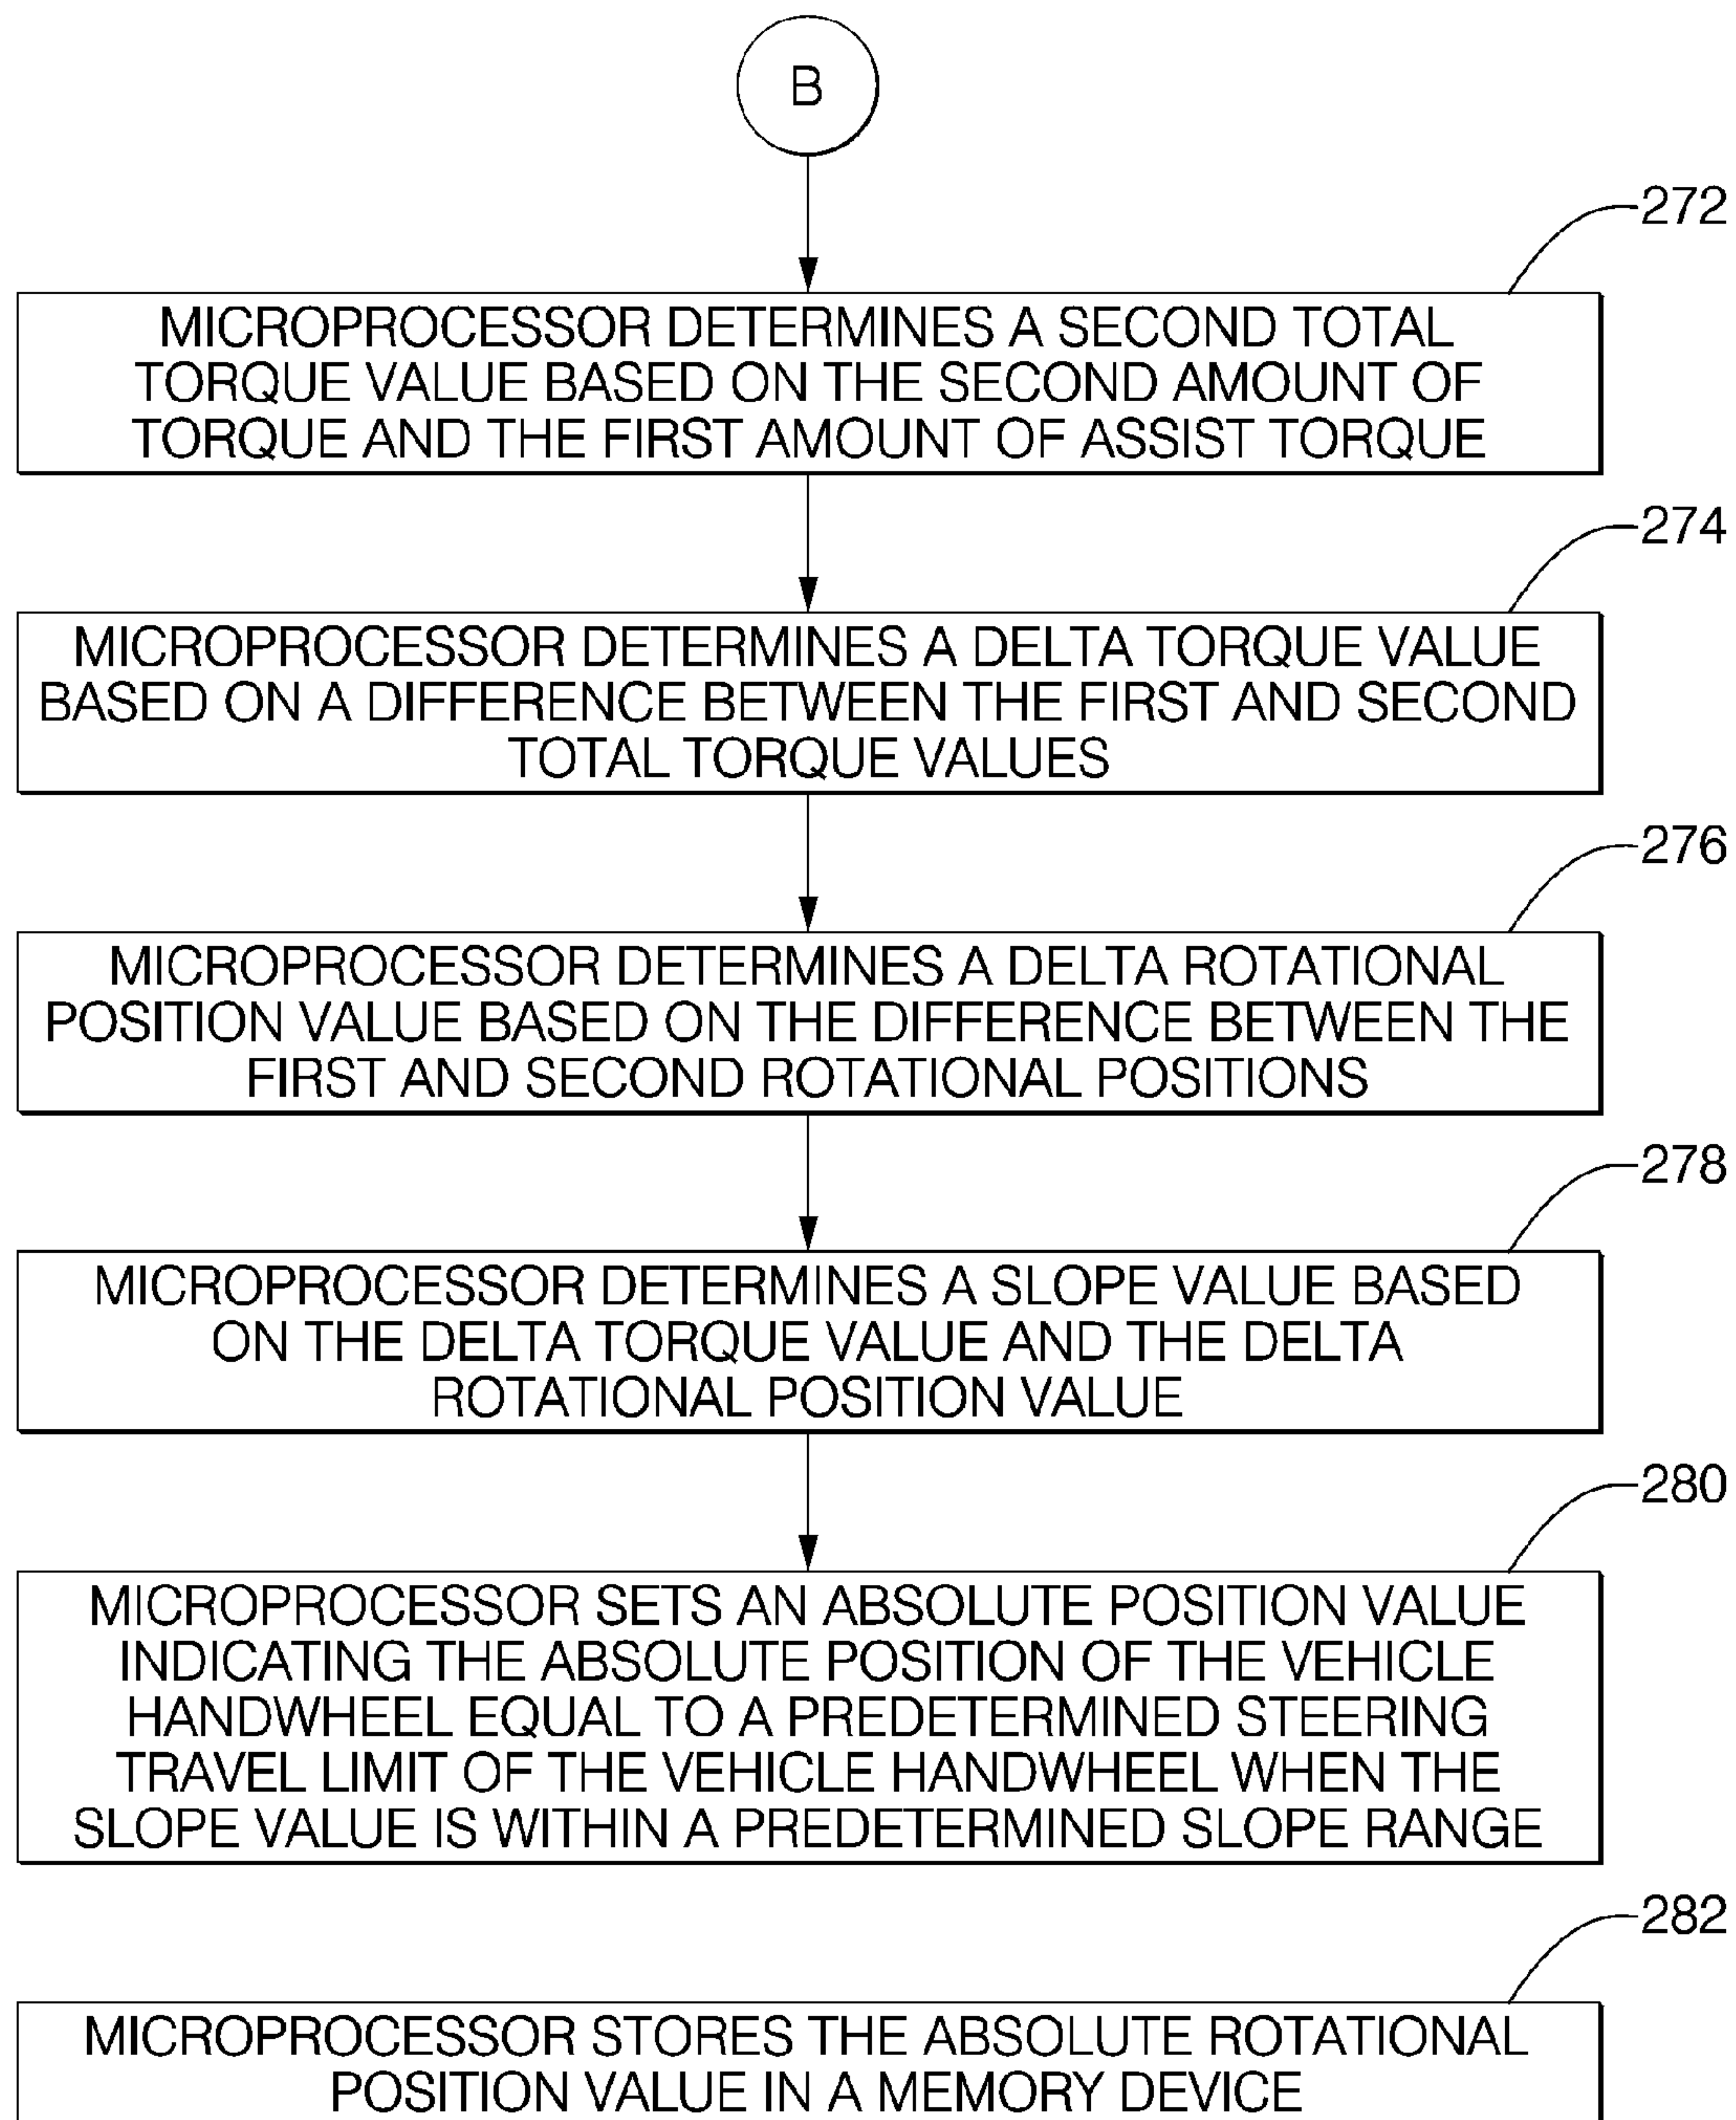 B
272
MICROPROCESSOR DETERMINES A SECOND TOTAL
TORQUE VALUE BASED ON THE SECOND AMOUNT OF
TORQUE AND THE FIRST AMOUNT OF ASSIST TORQUE
274
MICROPROCESSOR DETERMINES A DELTA TORQUE VALUE
BASED ON A DIFFERENCE BETWEEN THE FIRST AND SECOND
TOTAL TORQUE VALUES
276
MICROPROCESSOR DETERMINES A DELTA ROTATIONAL
POSITION VALUE BASED ON THE DIFFERENCE BETWEEN THE
FIRST AND SECOND ROTATIONAL POSITIONS
278
MICROPROCESSOR DETERMINES A SLOPE VALUE BASED
ON THE DELTA TORQUE VALUE AND THE DELTA
ROTATIONAL POSITION VALUE
280
MICROPROCESSOR SETS AN ABSOLUTE POSITION VALUE
INDICATING THE ABSOLUTE POSITION OF THE VEHICLE
HANDWHEEL EQUAL TO A PREDETERMINED STEERING
TRAVEL LIMIT OF THE VEHICLE HANDWHEEL WHEN THE
SLOPE VALUE IS WITHIN A PREDETERMINED SLOPE RANGE
282
MICROPROCESSOR STORES THE ABSOLUTE ROTATIONAL
POSITION VALUE IN A MEMORY DEVICE